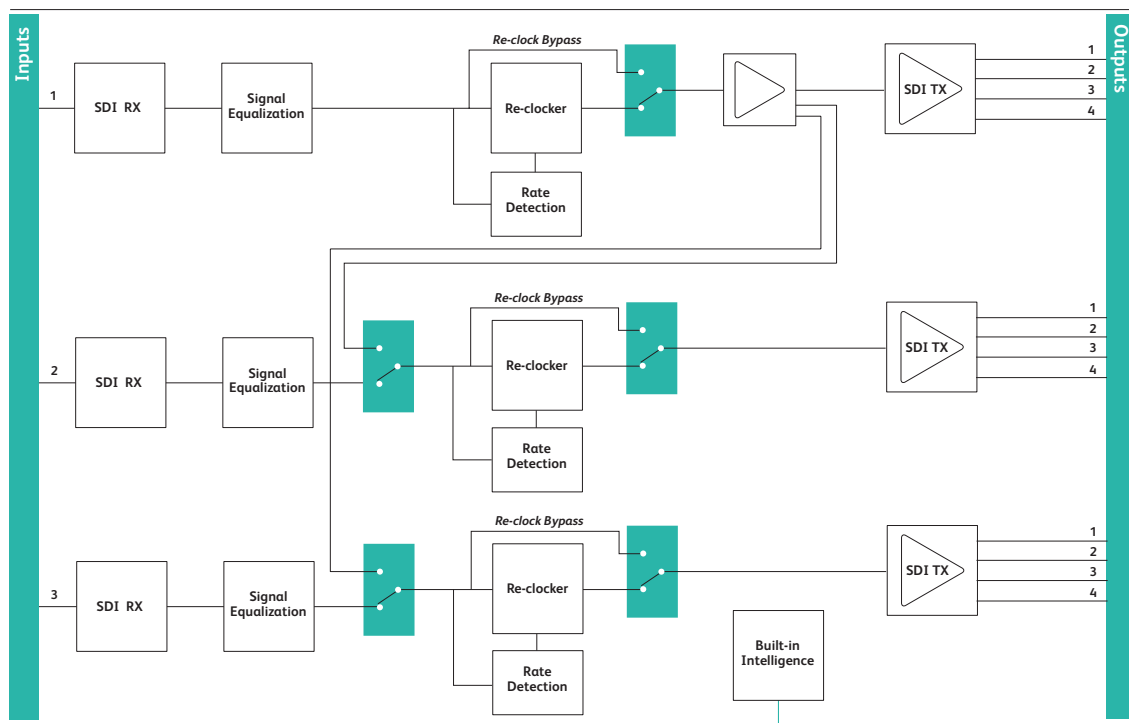 Inputs
Outputs
Re-clock Bypass
1
SDI RX
Signal
Equalization
Re-clocker
Rate
Detection
SDI TX
1
2
3
4
Re-clock Bypass
2
SDI RX
Signal
Equalization
Re-clocker
Rate
Detection
SDI TX
1
2
3
4
Re-clock Bypass
3
SDI RX
Signal
Equalization
Re-clocker
Rate
Detection
SDI TX
1
2
3
4
Built-in
Intelligence